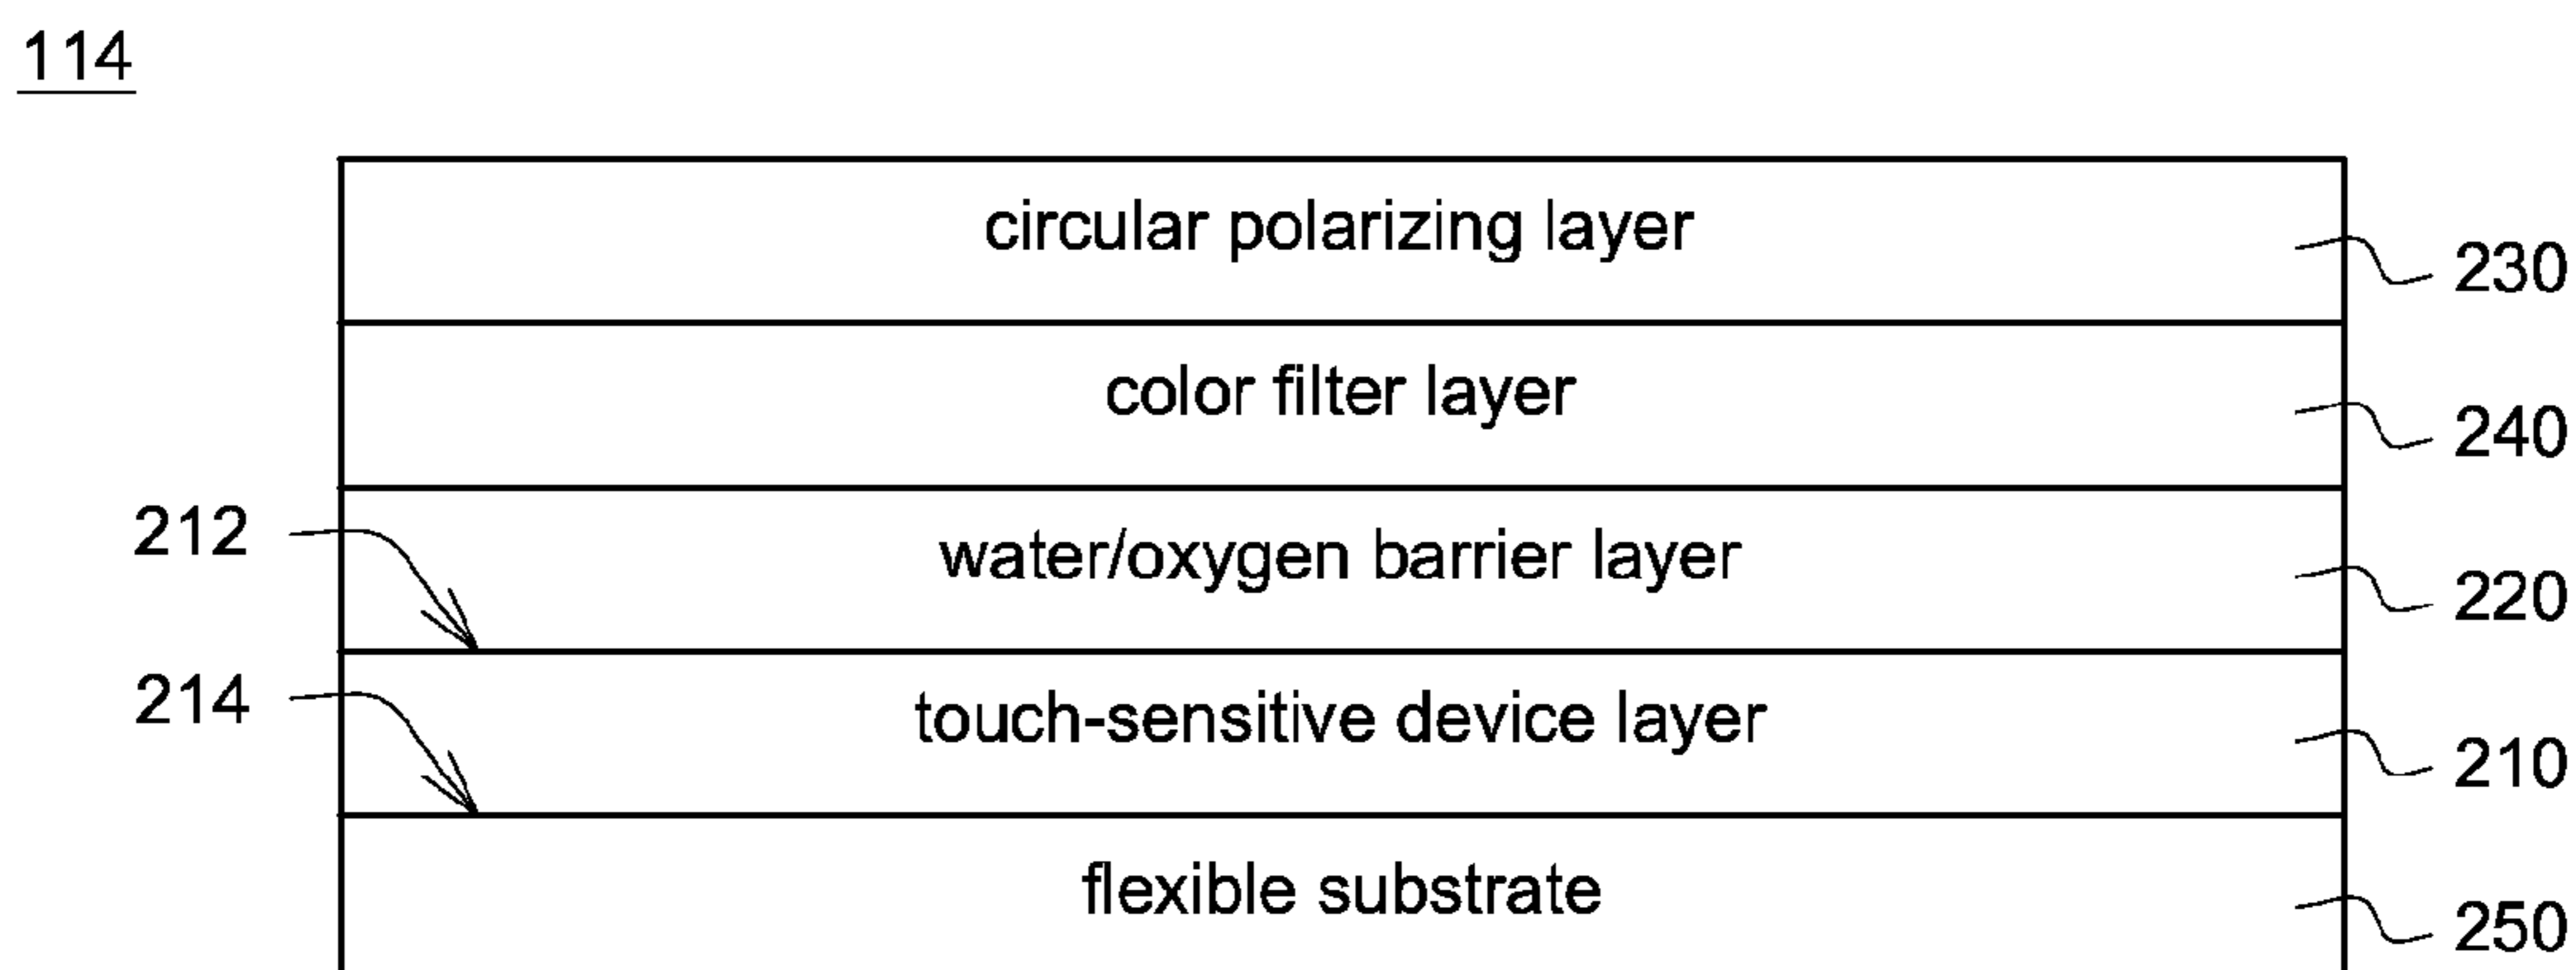 114
circular polarizing layer
230
color filter layer
240
212
water/oxygen barrier layer
220
214
touch-sensitive device layer
210
flexible substrate
250